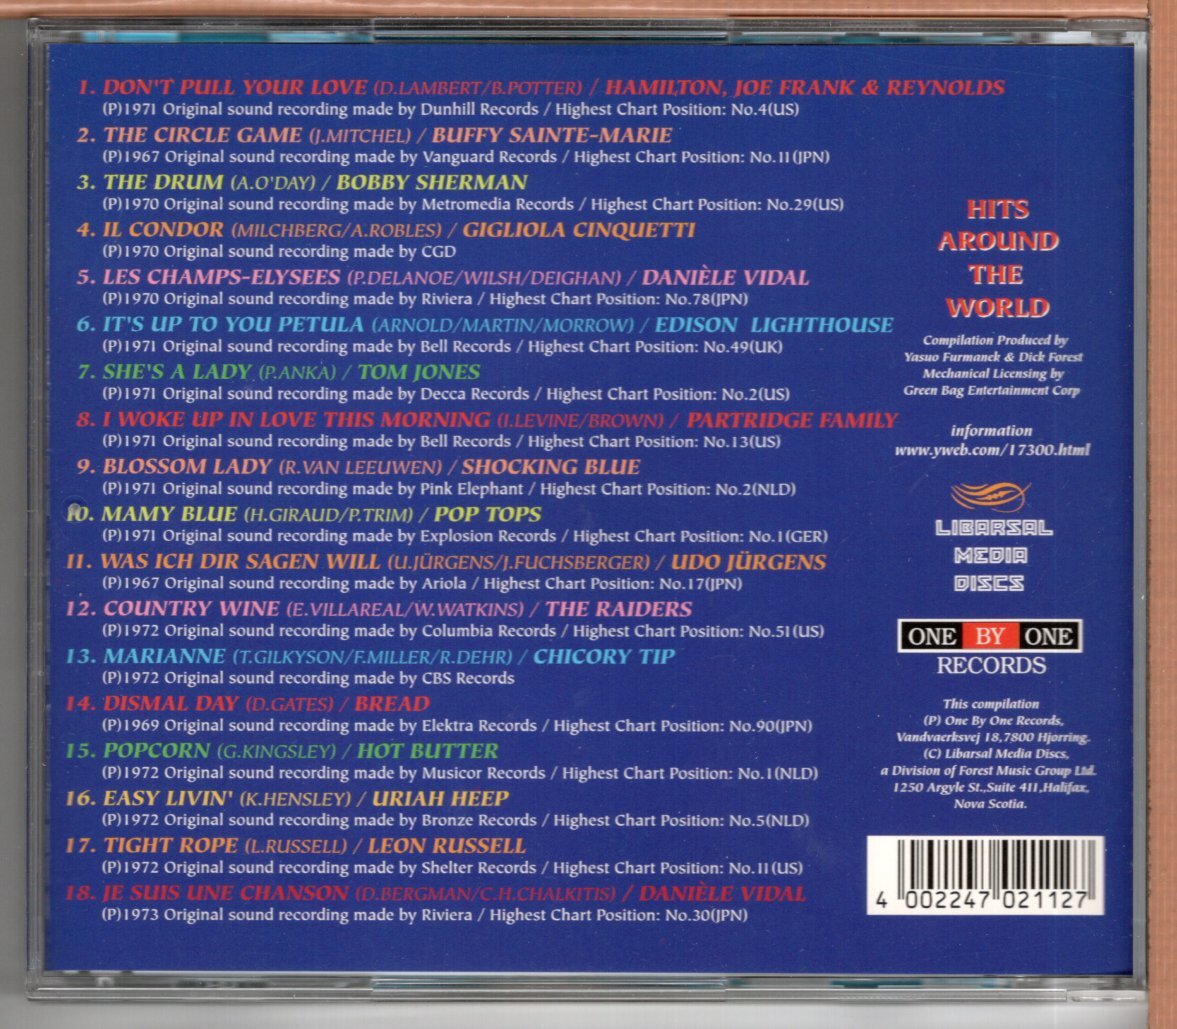 1. DON'T PULL YOUR LOVE (D.LAMBERT/B.POTTER) / HAMILTON, JOE FRANK & REYNOLDS
(P)1971 Original sound recording made by Dunhill Records / Highest Chart Position: No.4(US)
2. THE CIRCLE GAME (J.MITCHEL) / BUFFY SAINTE-MARIE
(P)1967 Original sound recording made by Vanguard Records / Highest Chart Position: No.11(JPN)
3. THE DRUM (A.O'DAY) / BOBBY SHERMAN
(P)1970 Original sound recording made by Metromedia Records / Highest Chart Position: No.29(US)
4. IL CONDOR (MILCHBERG/A.ROBLES) / GIGLIOLA CINQUETTI
(P)1970 Original sound recording made by CGD
5. LES CHAMPS-ELYSEES (P.DELANOE/WILSH/DEIGHAN) / DANIÈLE VIDAL
(P)1970 Original sound recording made by Riviera / Highest Chart Position: No.78(JPN)
6. IT'S UP TO YOU PETULA (ARNOLD/MARTIN/MORROW) / EDISON LIGHTHOUSE
(P)1971 Original sound recording made by Bell Records / Highest Chart Position: No.49(UK)
7. SHE'S A LADY (P.ANKA) / TOM JONES
(P)1971 Original sound recording made by Decca Records / Highest Chart Position: No.2(US)
8. I WOKE UP IN LOVE THIS MORNING (I.LEVINE/BROWN) / PARTRIDGE FAMILY
(P)1971 Original sound recording made by Bell Records / Highest Chart Position: No.13(US)
9. BLOSSOM LADY (R.VAN LEEUWEN) / SHOCKING BLUE
(P)1971 Original sound recording made by Pink Elephant / Highest Chart Position: No.2(NLD)
10. MAMY BLUE (H.GIRAUD/P.TRIM) / POP TOPS
(P)1971 Original sound recording made by Explosion Records / Highest Chart Position: No.1(GER)
11. WAS ICH DIR SAGEN WILL (U.JÜRGENS/J.FUCHSBERGER) / UDO JÜRGENS
(P)1967 Original sound recording made by Ariola / Highest Chart Position: No.17(JPN)
12. COUNTRY WINE (E.VILLAREAL/W.WATKINS) / THE RAIDERS
(P)1972 Original sound recording made by Columbia Records / Highest Chart Position: No.51(US)
13. MARIANNE (T.GILKYSON/F.MILLER/R.DEHR) / CHICORY TIP
(P)1972 Original sound recording made by CBS Records
14. DISMAL DAY (D.GATES) / BREAD
(P)1969 Original sound recording made by Elektra Records / Highest Chart Position: No.90(JPN)
15. POPCORN (G.KINGSLEY) / HOT BUTTER
(P)1972 Original sound recording made by Musicor Records / Highest Chart Position: No.1(NLD)
16. EASY LIVIN' (K.HENSLEY) / URIAH HEEP
(P)1972 Original sound recording made by Bronze Records / Highest Chart Position: No.5(NLD)
17. TIGHT ROPE (L.RUSSELL) / LEON RUSSELL
(P)1972 Original sound recording made by Shelter Records / Highest Chart Position: No.11(US)
18. JE SUIS UNE CHANSON (D.BERGMAN/C.H.CHALKITIS) / DANIÈLE VIDAL
(P)1973 Original sound recording made by Riviera / Highest Chart Position: No.30(JPN)
HITS
AROUND
THE
WORLD
Compilation Produced by
Yasuo Furmanek & Dick Forest
Mechanical Licensing by
Green Bag Entertainment Corp
information
www.yweb.com/17300.html
LIBARSAL
MEDIA
DISCS
ONE BY ONE
RECORDS
This compilation
(P) One By One Records,
Vandvaerksvej 18,7800 Hjorring.
(C) Libarsal Media Discs,
a Division of Forest Music Group Ltd.
1250 Argyle St.,Suite 411,Halifax,
Nova Scotia.
4 002247 021127